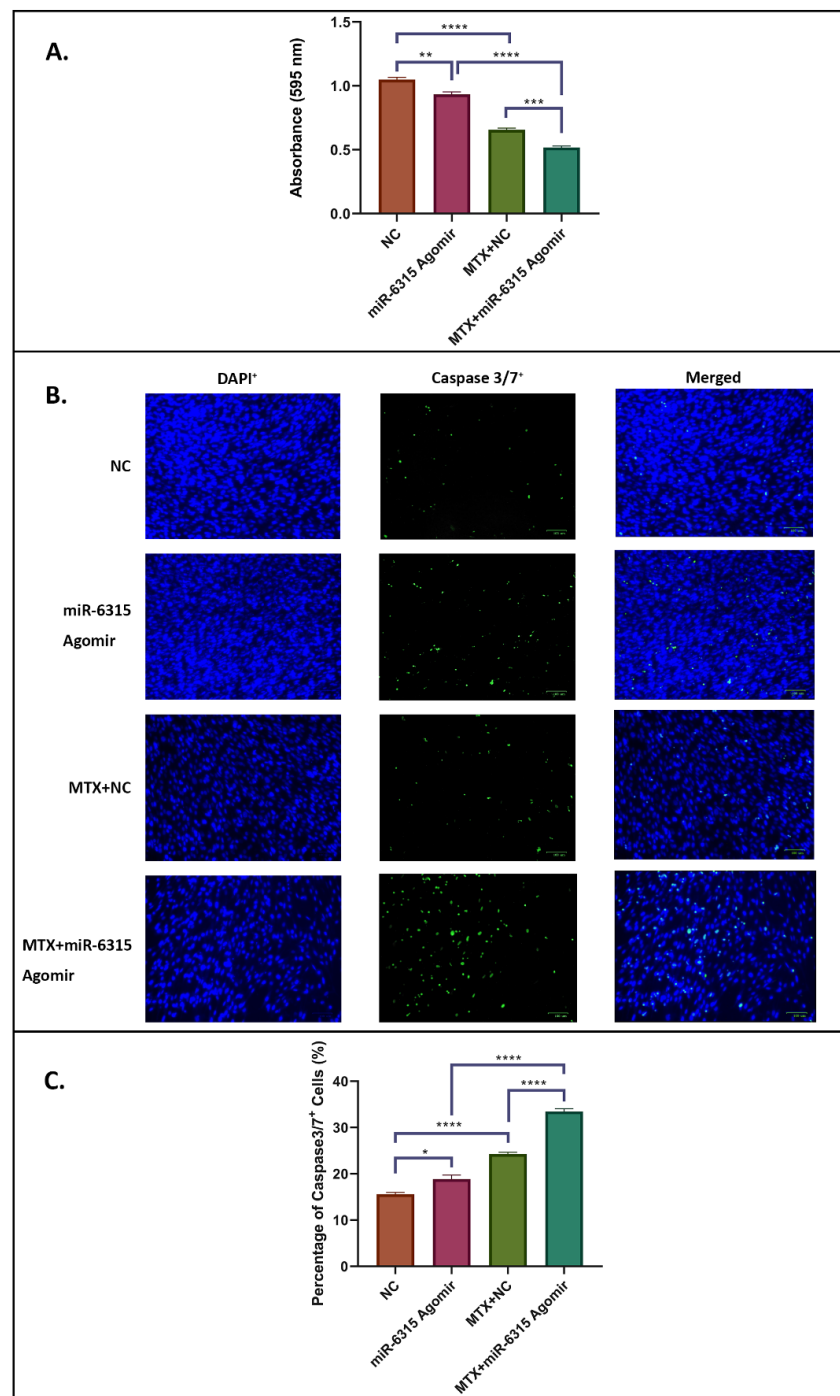 A.
Absorbance (595 nm)
1.5
1.0
0.5
0.0
****
**
****
***
NC
miR-6315 Agomir
MTX+NC
MTX+miR-6315 Agomir
B.
DAPI⁺
Caspase 3/7⁺
Merged
NC
miR-6315
Agomir
MTX+NC
MTX+miR-6315
Agomir
C.
Percentage of Caspase3/7⁺ Cells (%)
40
30
20
10
0
****
****
****
*
NC
miR-6315 Agomir
MTX+NC
MTX+miR-6315 Agomir